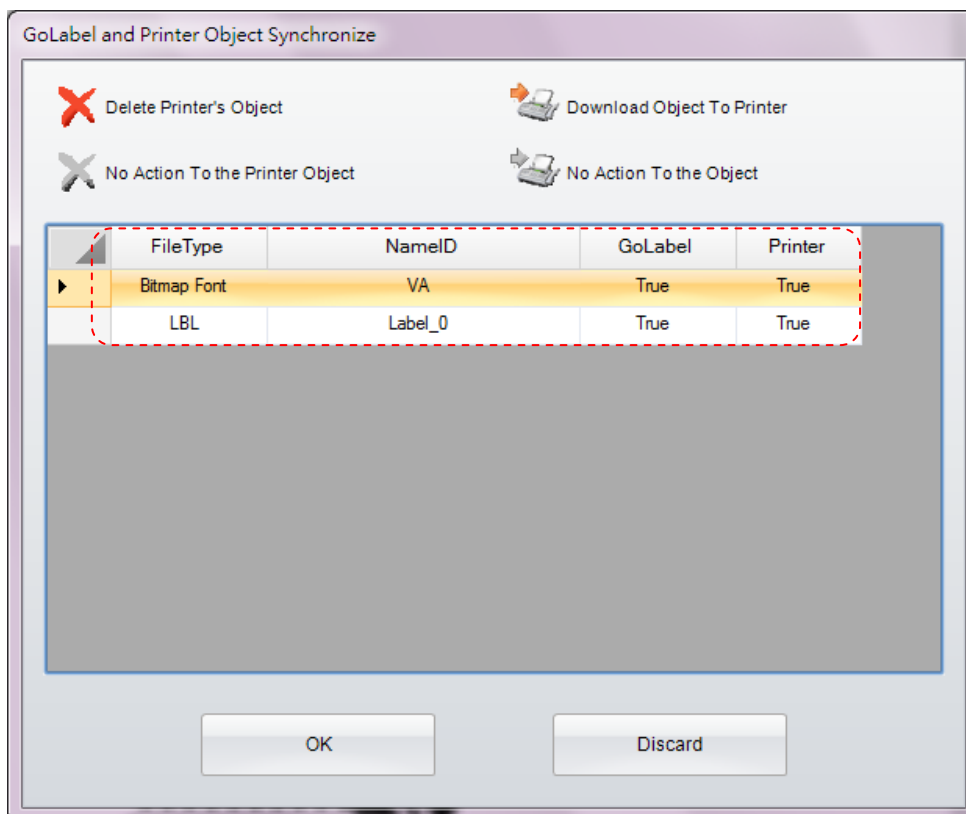 GoLabel and Printer Object Synchronize
Delete Printer's Object Download Object To Printer
No Action To the Printer Object No Action To the Object
FileType NameID GoLabel Printer
Bitmap Font VA True True
LBL Label_0 True True
OK Discard